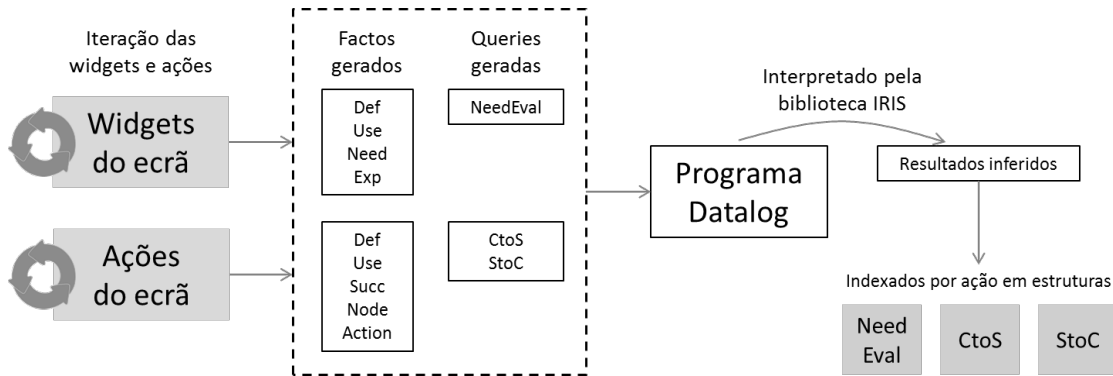 Iteração das
widgets e ações
Widgets
do ecrã
Ações
do ecrã
Factos
gerados
Def
Use
Need
Exp
Def
Use
Succ
Node
Action
Queries
geradas
NeedEval
CtoS
StoC
Programa
Datalog
Interpretado pela
biblioteca IRIS
Resultados inferidos
Indexados por ação em estruturas
Need
Eval
CtoS
StoC